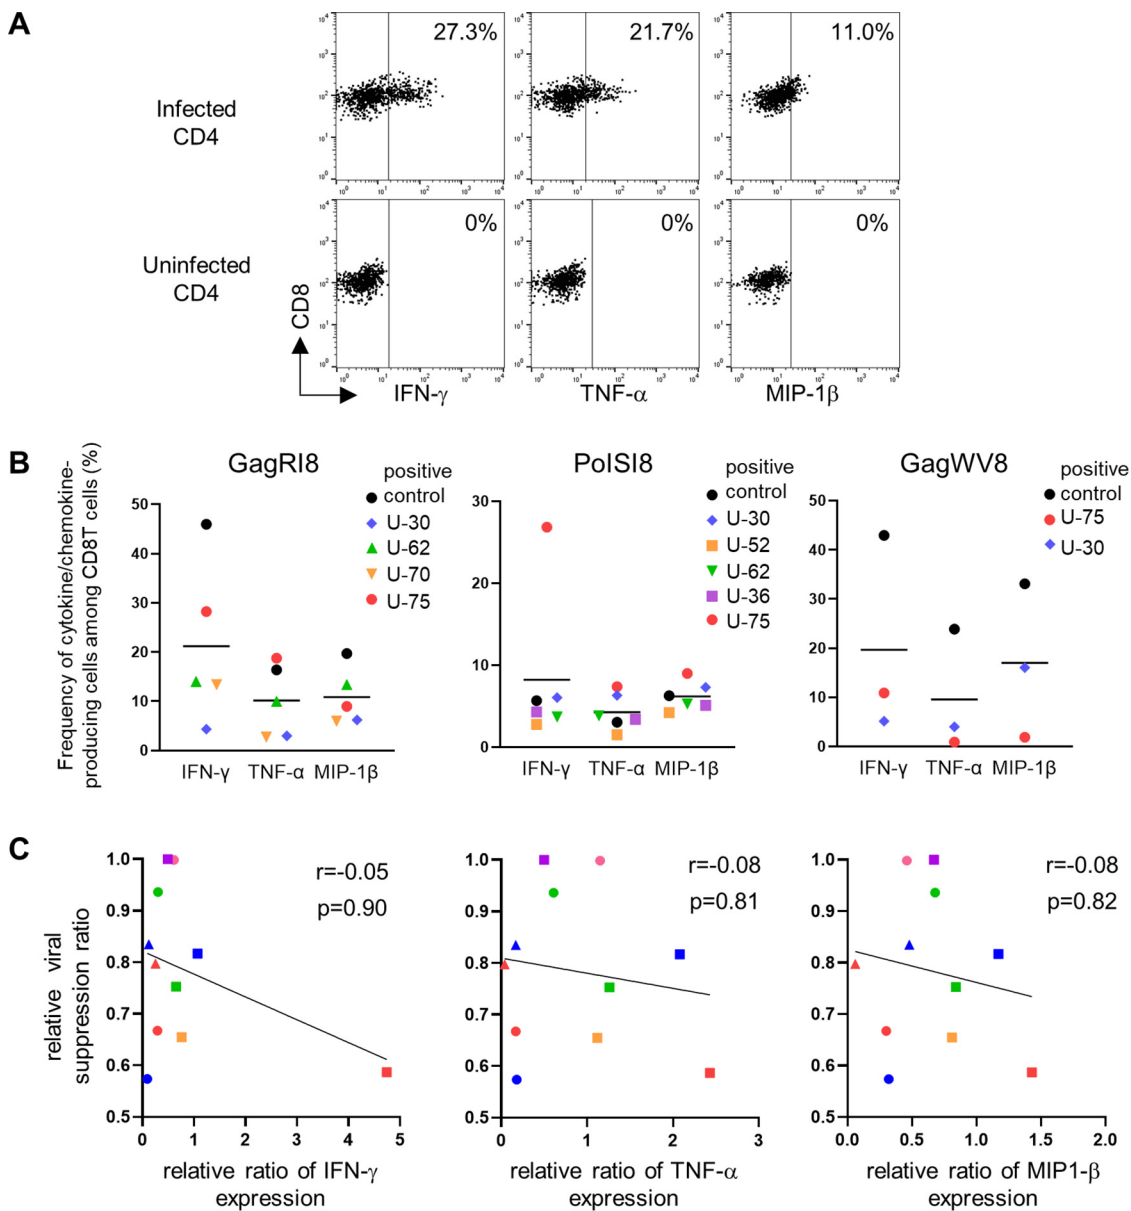 A
27.3%
21.7%
11.0%
Infected
CD4
0%
0%
0%
Uninfected
CD4
CD8
IFN-γ
TNF-α
MIP-1β
B
Frequency of cytokine/chemokine-
producing cells among CD8T cells (%)
GagRI8
positive
control
U-30
U-62
U-70
U-75
50
40
30
20
10
0
IFN-γ
TNF-α
MIP-1β
PolSI8
positive
control
U-30
U-52
U-62
U-36
U-75
30
20
10
0
IFN-γ
TNF-α
MIP-1β
GagWV8
positive
control
U-75
U-30
50
40
30
20
10
0
IFN-γ
TNF-α
MIP-1β
C
relative viral
suppression ratio
1.0
0.9
0.8
0.7
0.6
0.5
r=-0.05
p=0.90
0 1 2 3 4 5
relative ratio of IFN-γ
expression
1.0
0.9
0.8
0.7
0.6
0.5
r=-0.08
p=0.81
0 1 2 3
relative ratio of TNF-α
expression
1.0
0.9
0.8
0.7
0.6
0.5
r=-0.08
p=0.82
0.0 0.5 1.0 1.5 2.0
relative ratio of MIP1-β
expression